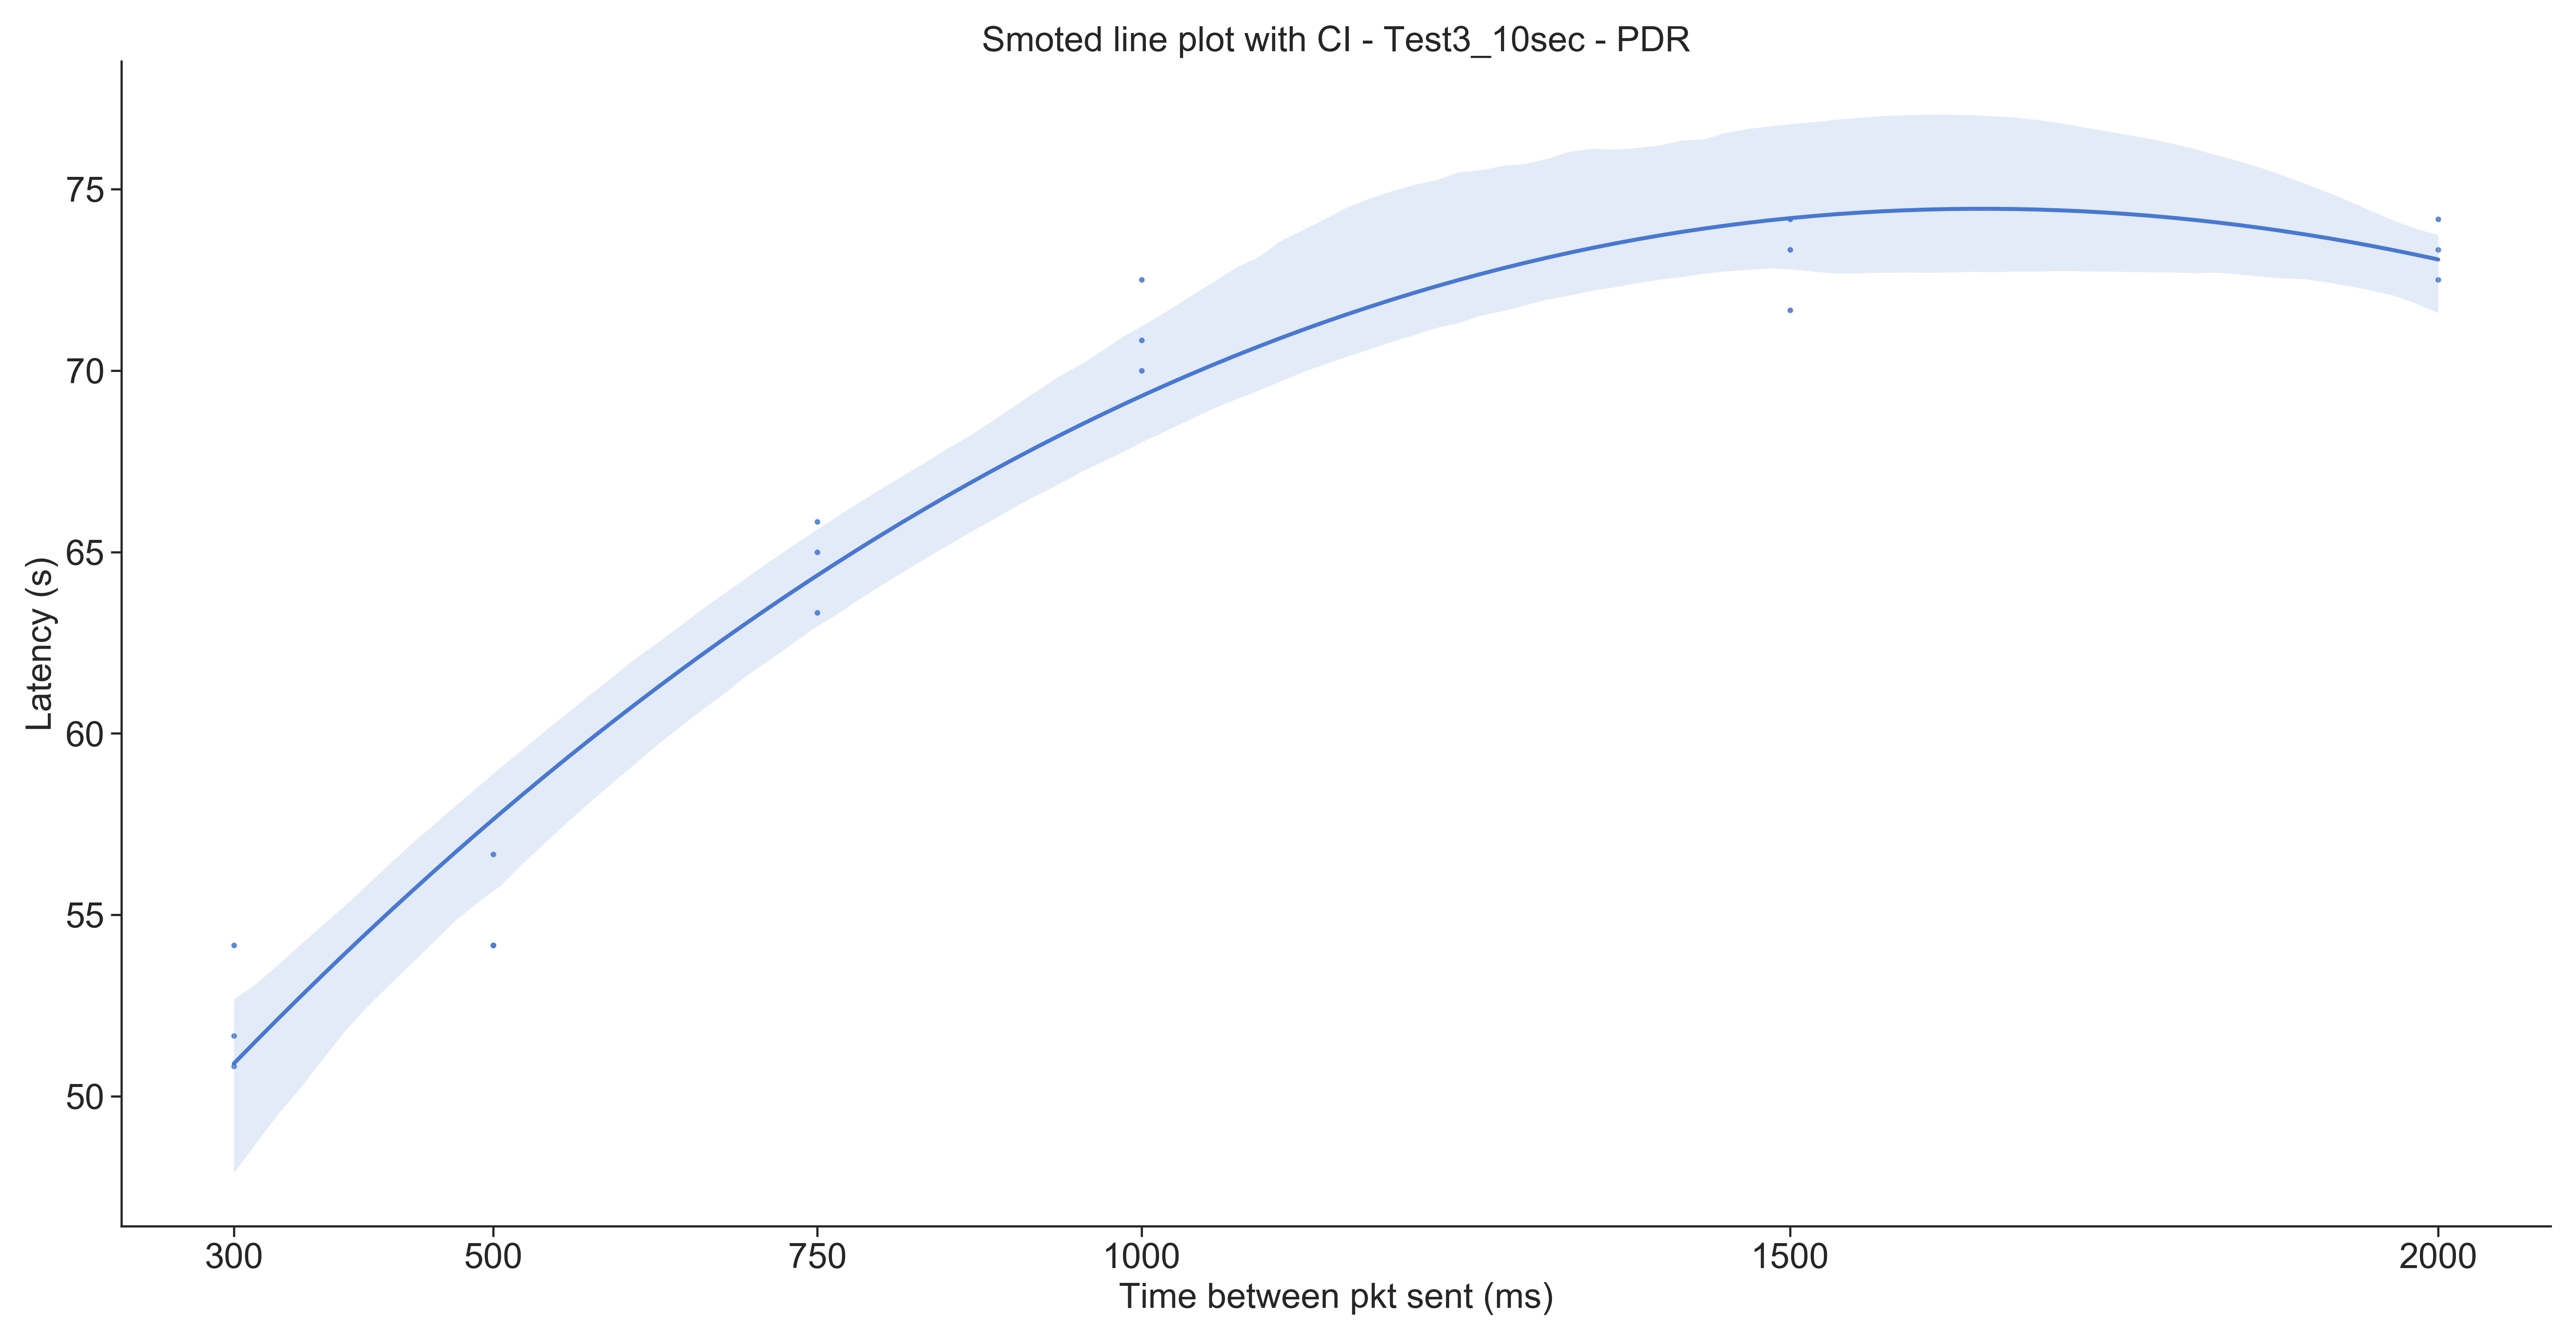 Smoted line plot with CI - Test3_10sec - PDR
Latency (s)
75
70
65
60
55
50
300 500 750 1000 1500 2000
Time between pkt sent (ms)